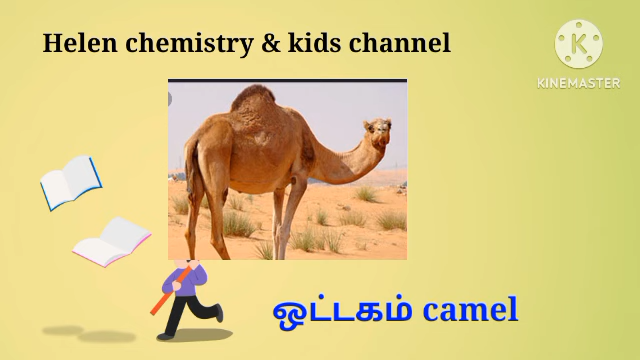 Helen chemistry & kids channel
K
KINEMASTER
ஒட்டகம் camel